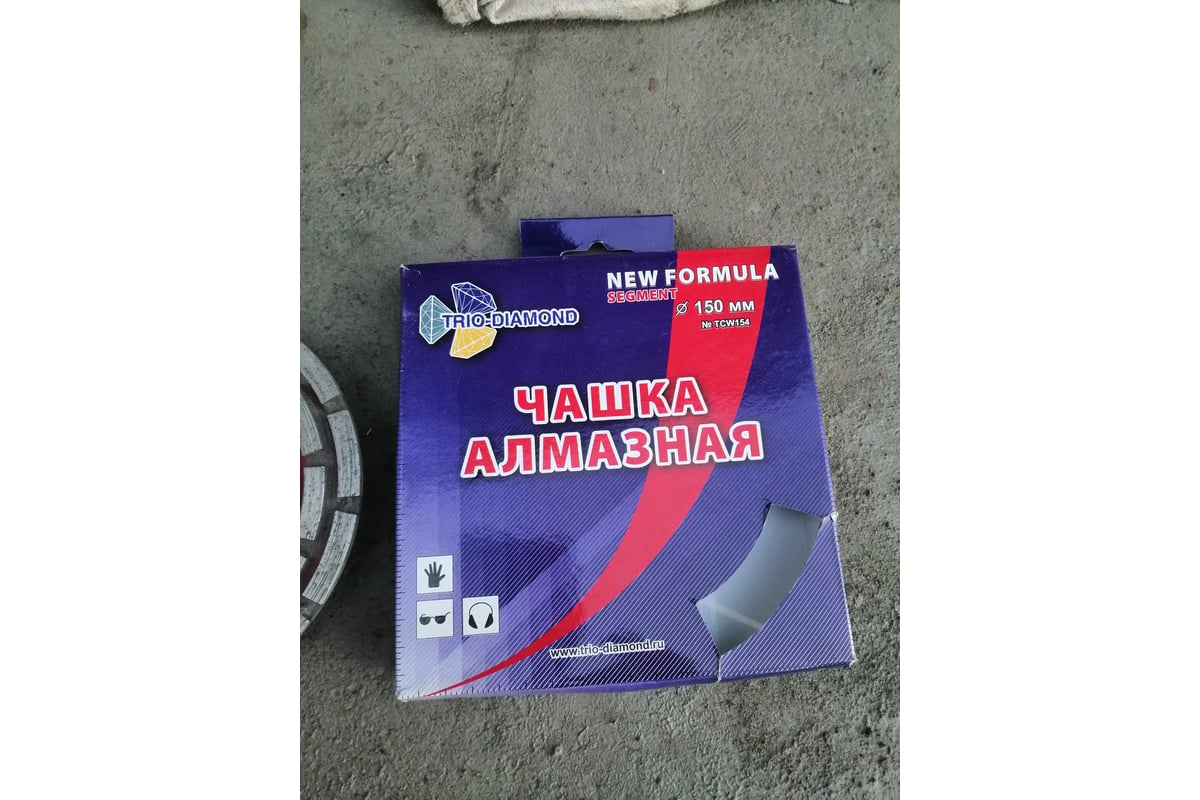 NEW FORMULA
SEGMENT
Ø 150 мм
№ TCW154
TRIO-DIAMOND
ЧАШКА
АЛМАЗНАЯ
www.trio-diamond.ru